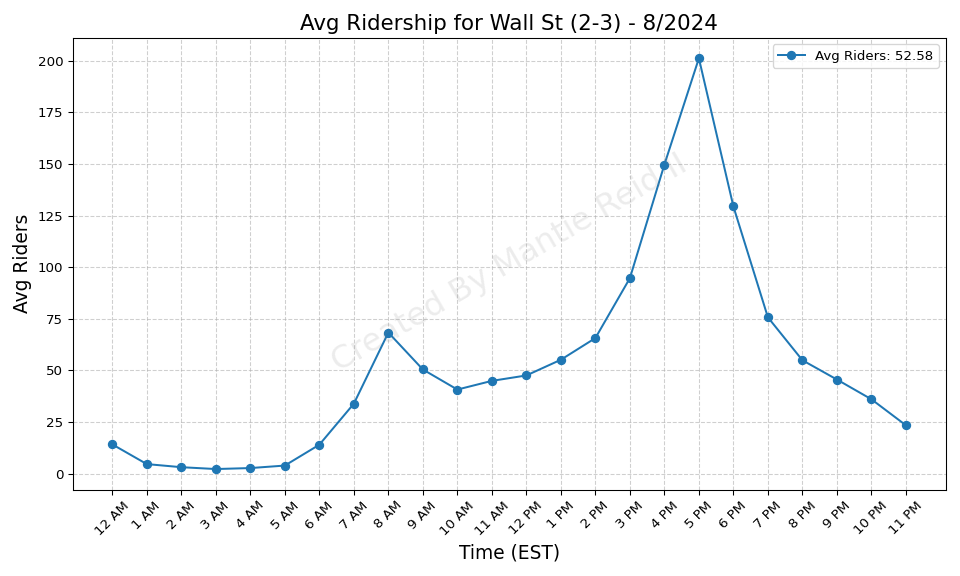 Avg Ridership for Wall St (2-3) - 8/2024
Avg Riders: 52.58
Avg Riders
200
175
150
125
100
75
50
25
0
Created By Mantie Reid II
12 AM
1 AM
2 AM
3 AM
4 AM
5 AM
6 AM
7 AM
8 AM
9 AM
10 AM
11 AM
12 PM
1 PM
2 PM
3 PM
4 PM
5 PM
6 PM
7 PM
8 PM
9 PM
10 PM
11 PM
Time (EST)